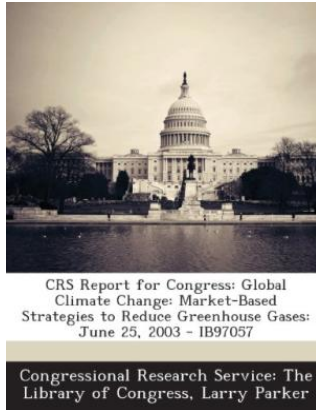 CRS Report for Congress: Global
Climate Change: Market-Based
Strategies to Reduce Greenhouse Gases:
June 25, 2003 - IB97057
Congressional Research Service: The
Library of Congress, Larry Parker